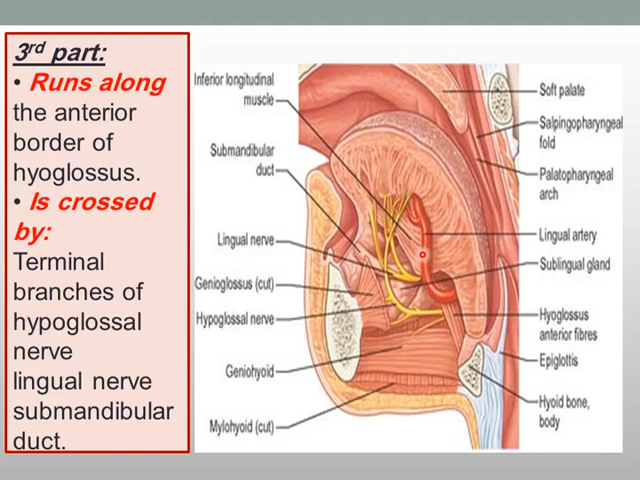 3rd part:
• Runs along
the anterior
border of
hyoglossus.
• Is crossed
by:
Terminal
branches of
hypoglossal
nerve
lingual nerve
submandibular
duct.
Inferior longitudinal
muscle
Submandibular
duct
Lingual nerve
Genioglossus (cut)
Hypoglossal nerve
Geniohyoid
Mylohyoid (cut)
Soft palate
Salpingopharyngeal
fold
Palatopharyngeal
arch
Lingual artery
Sublingual gland
Hyoglossus
anterior fibres
Epiglottis
Hyoid bone,
body